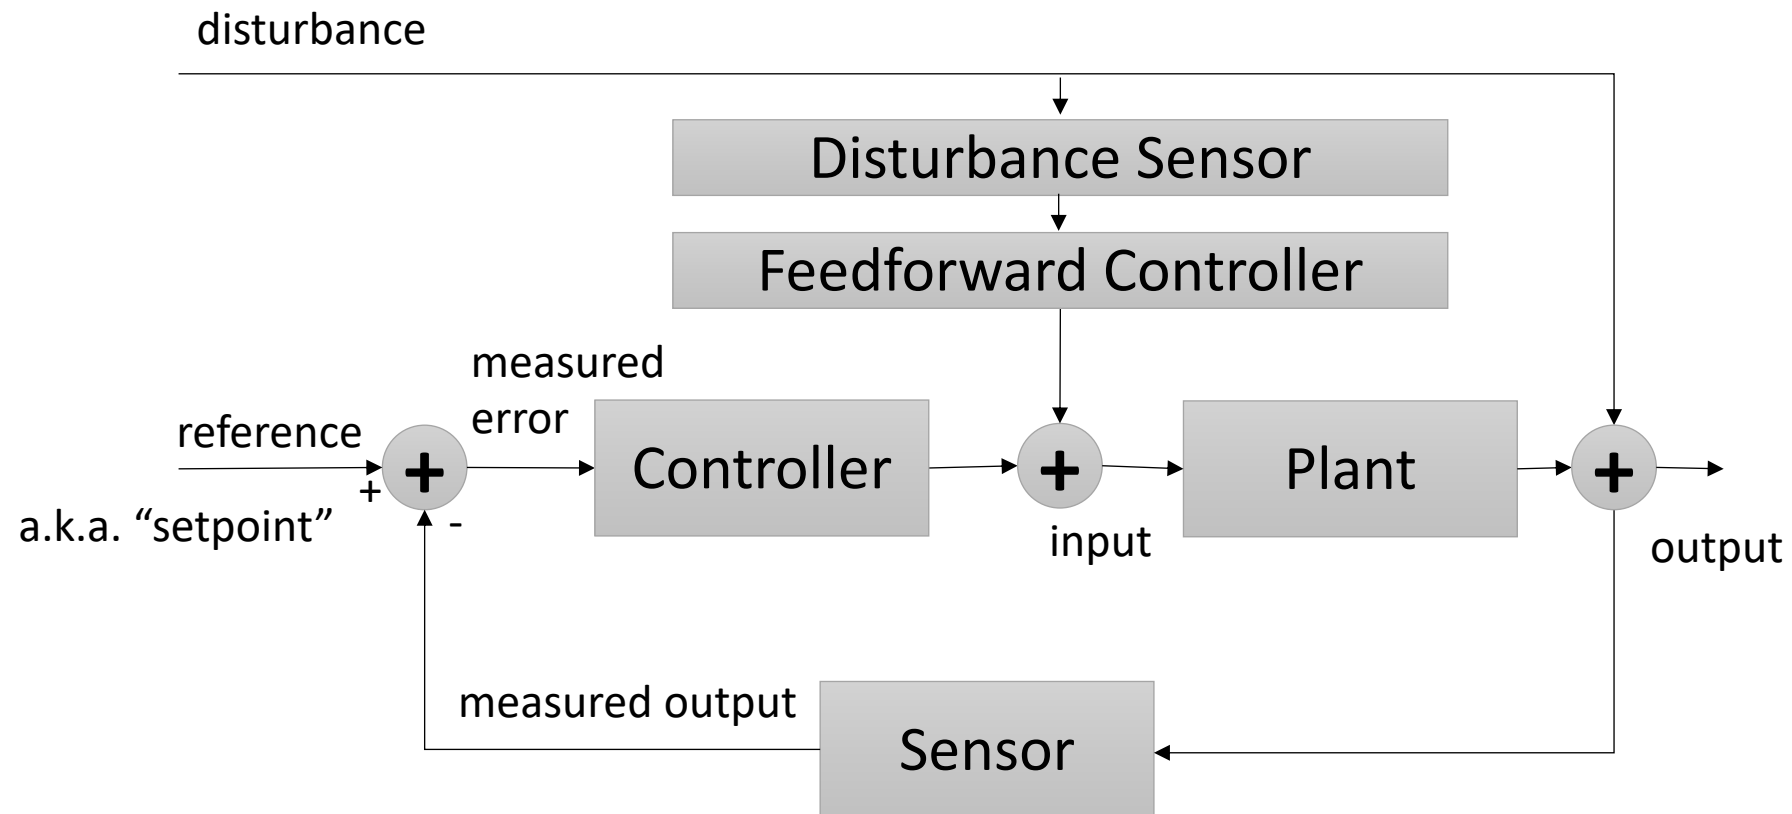 disturbance
Disturbance Sensor
Feedforward Controller
measured
error
reference
+
+
-
a.k.a. “setpoint”
Controller
+
input
Plant
+
output
measured output
Sensor